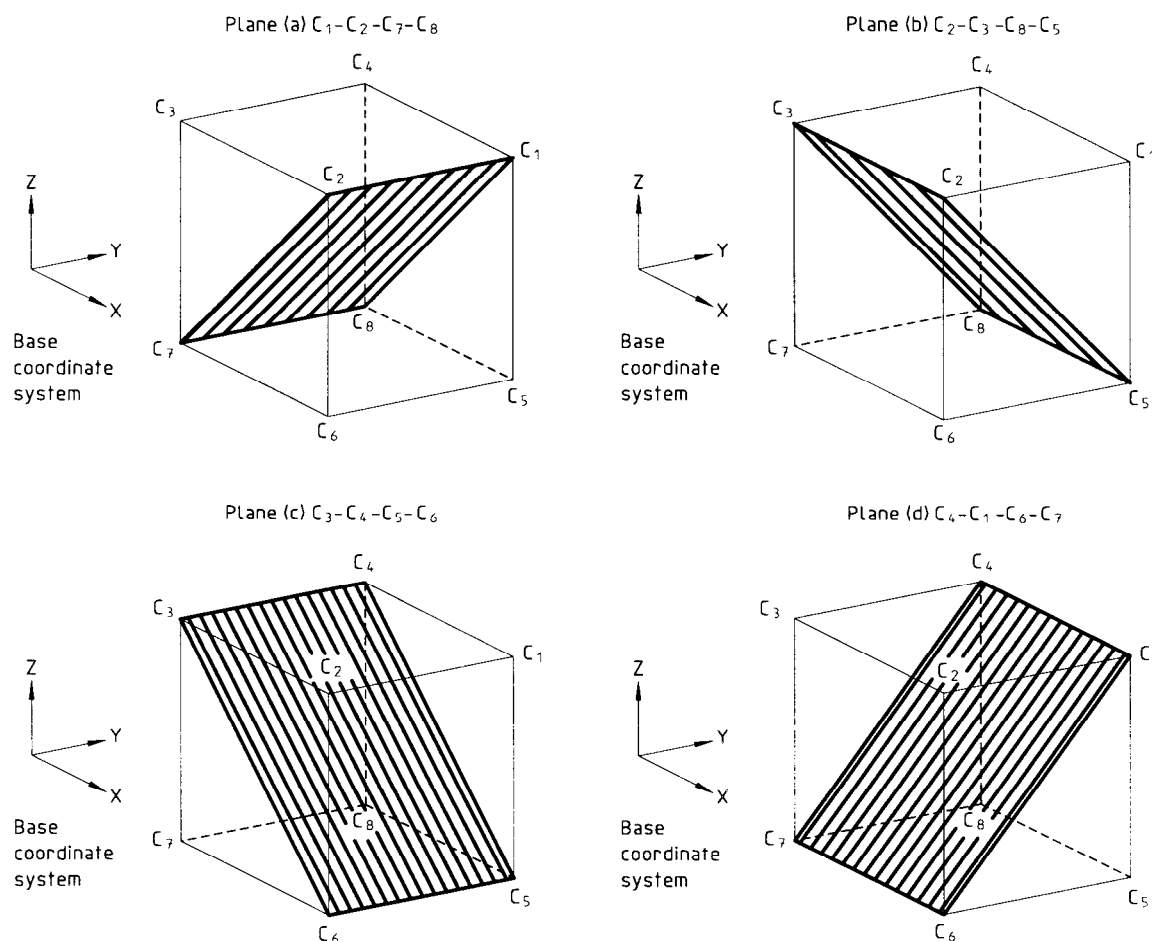 Plane (a) C₁-C₂-C₇-C₈
C₄
C₃
C₁
C₂
Z
Y
X
C₈
C₇
Base
coordinate
system
C₅
C₆
Plane (b) C₂-C₃-C₈-C₅
C₄
C₃
C₁
C₂
Z
Y
X
C₈
C₇
Base
coordinate
system
C₅
C₆
Plane (c) C₃-C₄-C₅-C₆
C₄
C₃
C₁
C₂
Z
Y
X
C₈
C₇
Base
coordinate
system
C₅
C₆
Plane (d) C₄-C₁-C₆-C₇
C₄
C₃
C
C₂
Z
Y
X
C₈
C₇
Base
coordinate
system
C₅
C₆